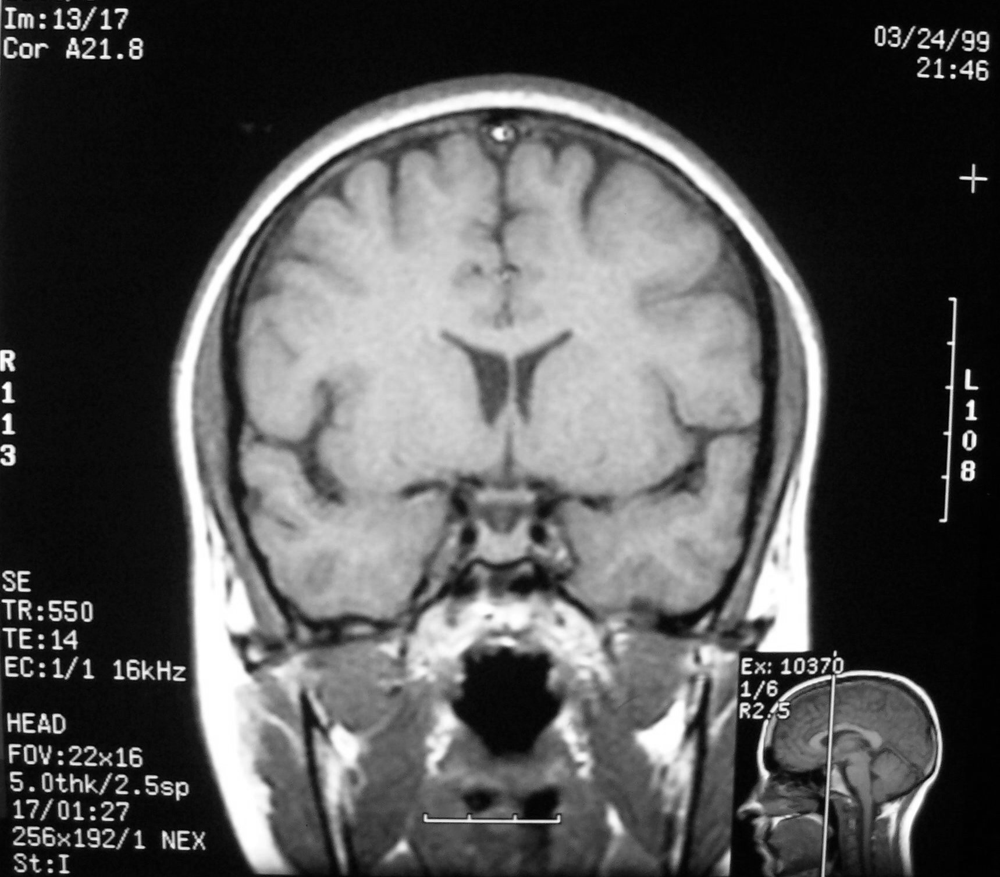 Im:13/17
Cor A21.8
03/24/99
21:46
R
1
1
3
L
1
0
8
SE
TR:550
TE:14
EC:1/1 16kHz
HEAD
FOV:22x16
5.0thk/2.5sp
17/01:27
256x192/1 NEX
St:I
Ex: 10370
1/6
R2.5